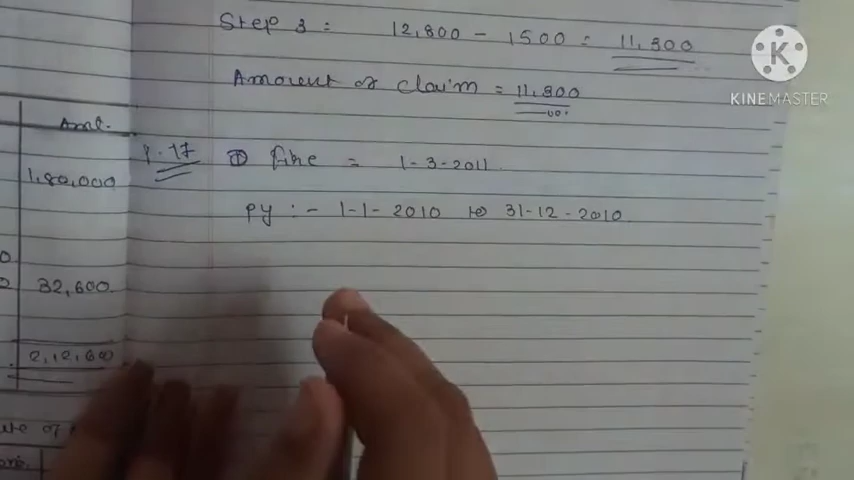 Step 3 = 12,800 - 1500 = 11,300
Amount of claim = 11,300
KINEMASTER
Amt.
1,80,000
32,600
2,12,600
Fire = 1-3-2011
PY :- 1-1-2010 to 31-12-2010